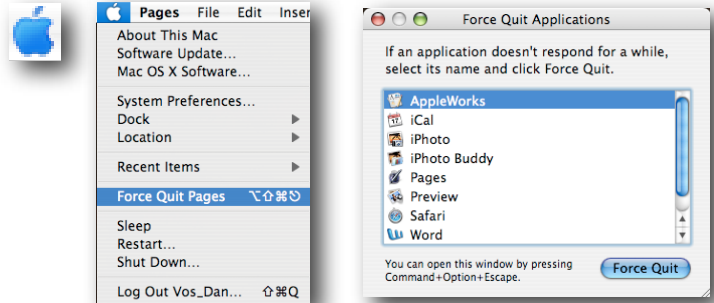 Pages File Edit Inser
About This Mac
Software Update...
Mac OS X Software...
System Preferences...
Dock
Location
Recent Items
Force Quit Pages ⌥⇧⌘⎋
Sleep
Restart...
Shut Down...
Log Out Vos_Dan... ⇧⌘Q
Force Quit Applications
If an application doesn't respond for a while,
select its name and click Force Quit.
AppleWorks
17 iCal
iPhoto
iPhoto Buddy
Pages
Preview
Safari
Word
You can open this window by pressing
Command+Option+Escape.
Force Quit